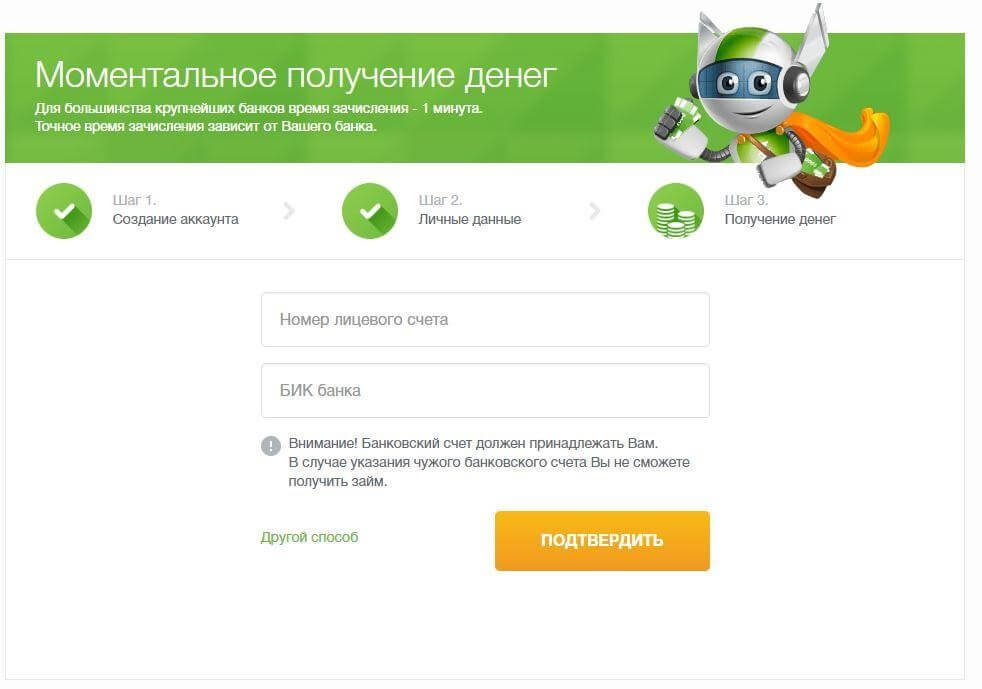 Моментальное получение денег
Для большинства крупнейших банков время зачисления - 1 минута.
Точное время зачисления зависит от Вашего банка.
Шаг 1.
Создание аккаунта
Шаг 2.
Личные данные
Шаг 3.
Получение денег
Номер лицевого счета
БИК банка
Внимание! Банковский счет должен принадлежать Вам.
В случае указания чужого банковского счета Вы не сможете
получить займ.
Другой способ
ПОДТВЕРДИТЬ